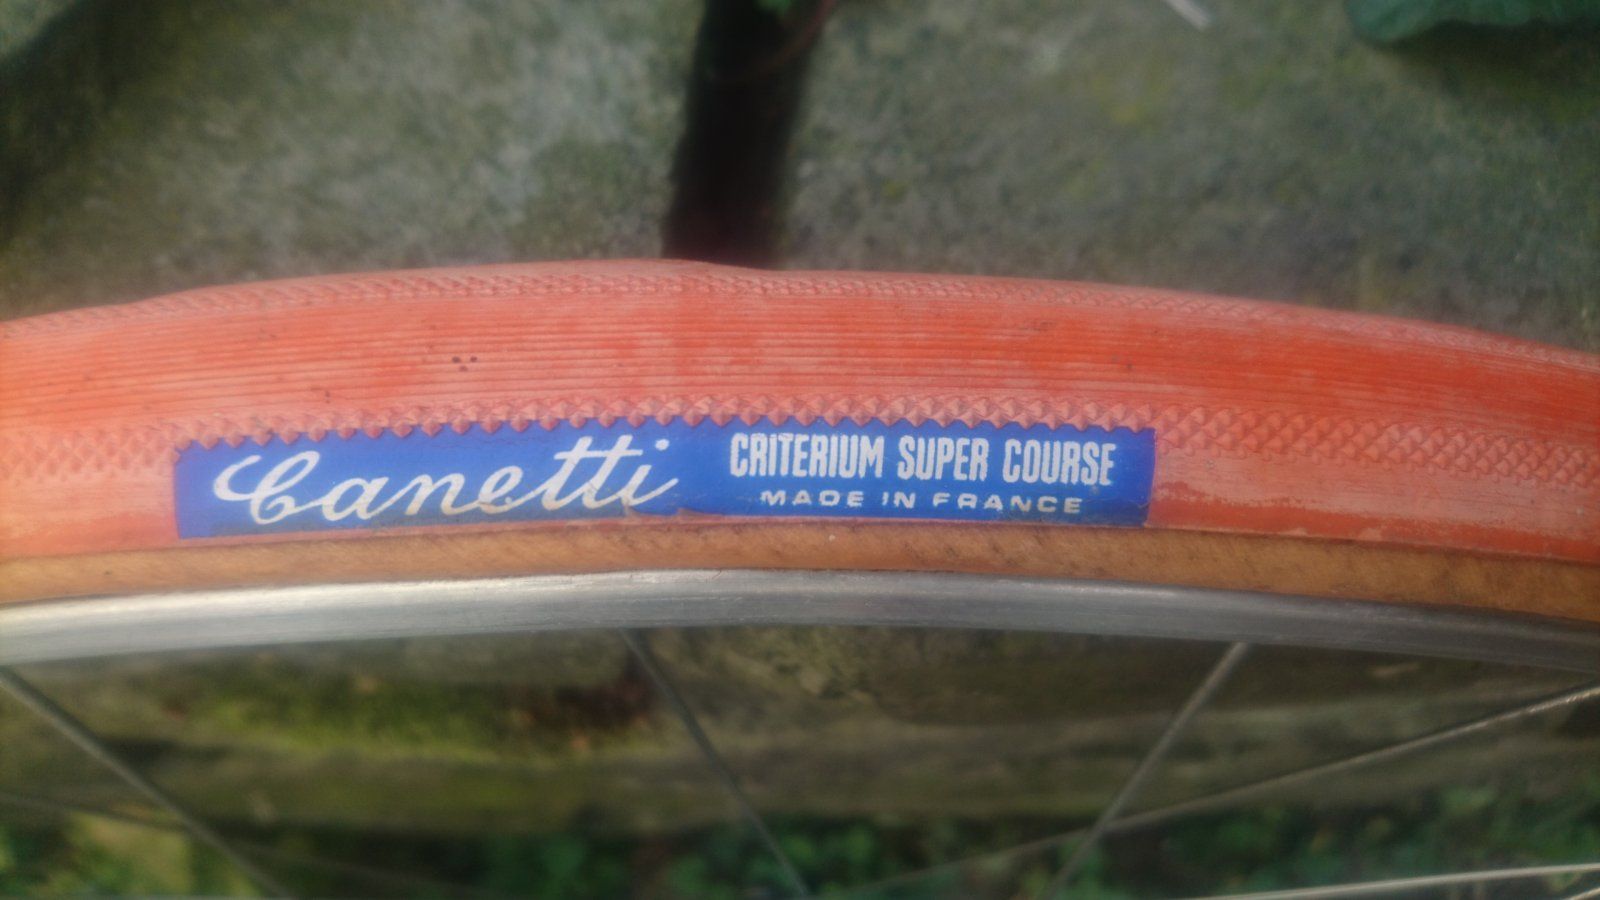 Canetti
CRITERIUM SUPER COURSE
MADE IN FRANCE